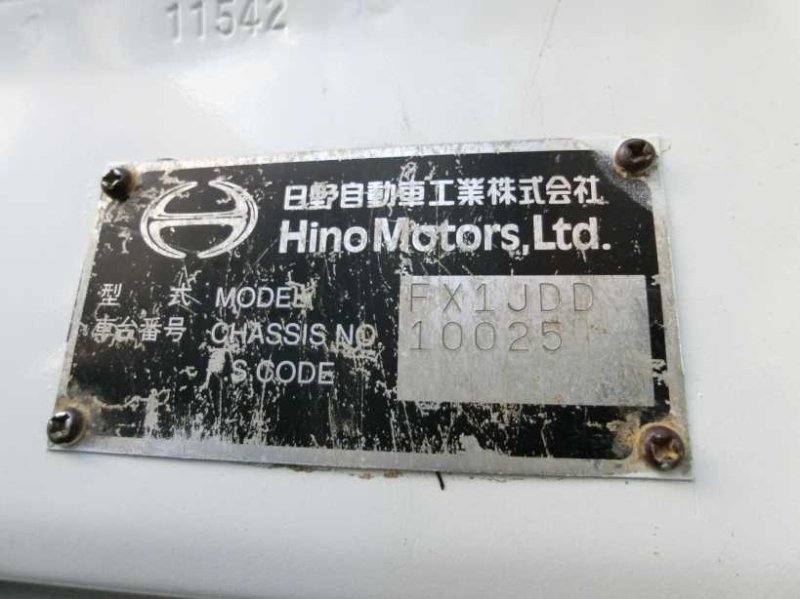 11542
日野自動車工業株式会社
Hino Motors, Ltd.
型 式 MODEL FX1JDD
車台番号 CHASSIS NO 10025
S CODE